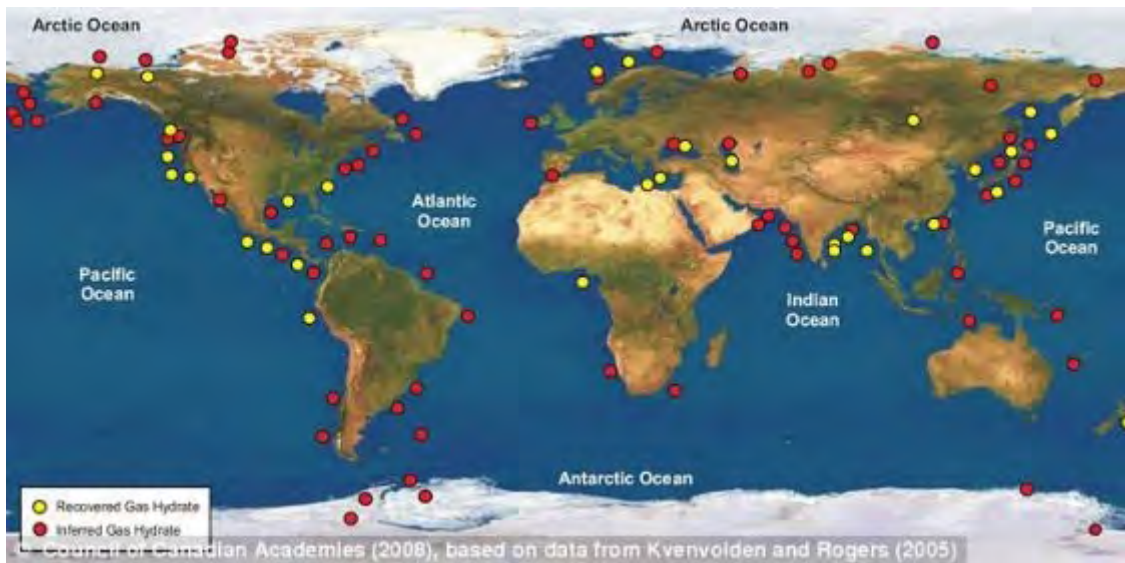 Arctic Ocean
Arctic Ocean
Atlantic
Ocean
Pacific
Ocean
Pacific
Ocean
Indian
Ocean
Antarctic Ocean
Recovered Gas Hydrate
Inferred Gas Hydrate
Council of Canadian Academies (2008), based on data from Kvenvolden and Rogers (2005)